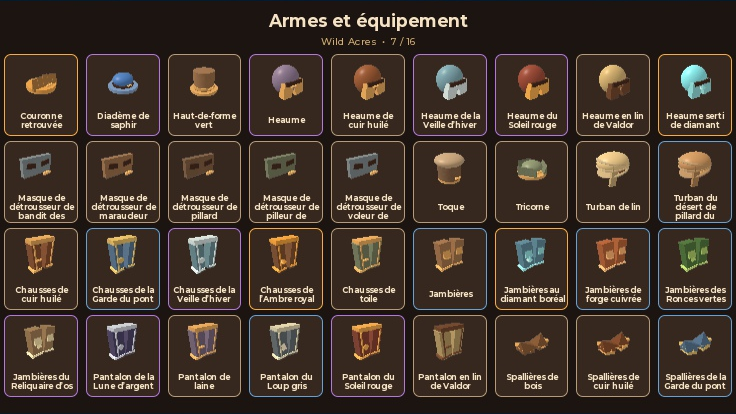 Armes et équipement
Wild Acres • 7 / 16
Couronne
retrouvée
Diadème de
saphir
Haut-de-forme
vert
Heaume
Heaume de
cuir huilé
Heaume de la
Veille d'hiver
Heaume du
Soleil rouge
Heaume en lin
de Valdor
Heaume serti
de diamant
Masque de
détrousseur de
bandit des
Masque de
détrousseur de
maraudeur
Masque de
détrousseur de
pillard
Masque de
détrousseur de
pilleur de
Masque de
détrousseur de
voleur de
Toque
Tricorne
Turban de lin
Turban du
désert de
pillard du
Chausses de
cuir huilé
Chausses de la
Garde du pont
Chausses de la
Veille d'hiver
Chausses de
l'Ambre royal
Chausses de
toile
Jambières
Jambières au
diamant boréal
Jambières de
forge cuivrée
Jambières des
Ronces vertes
Jambières du
Reliquaire d'os
Pantalon de la
Lune d'argent
Pantalon de
laine
Pantalon du
Loup gris
Pantalon du
Soleil rouge
Pantalon en lin
de Valdor
Spallières de
bois
Spallières de
cuir huilé
Spallières de la
Garde du pont